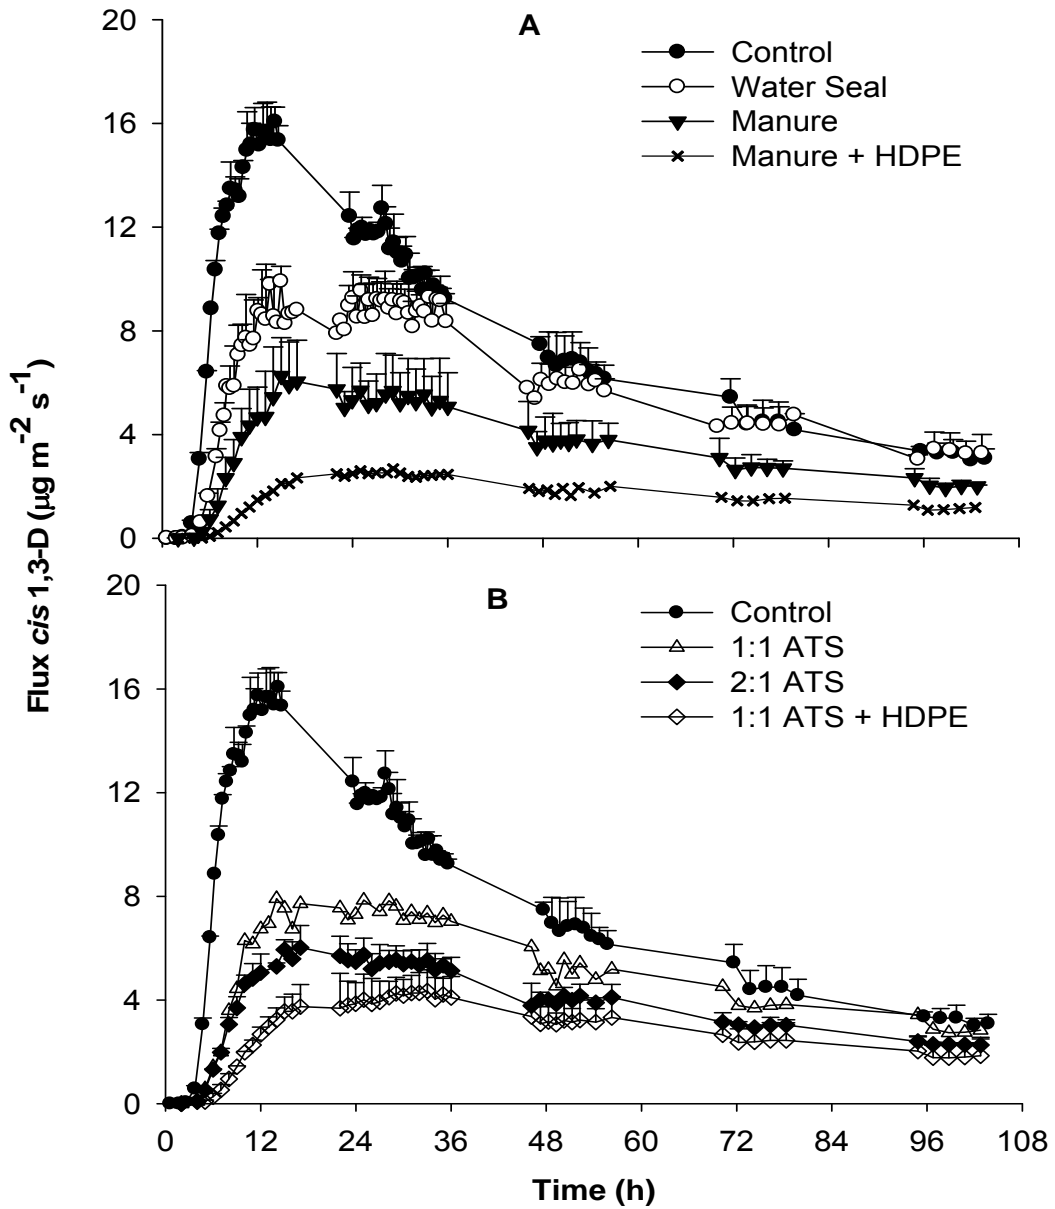 Flux cis 1,3-D (µg m⁻² s⁻¹)
A
20
16
12
8
4
0
Control
Water Seal
Manure
Manure + HDPE
B
20
16
12
8
4
0
Control
1:1 ATS
2:1 ATS
1:1 ATS + HDPE
0 12 24 36 48 60 72 84 96 108
Time (h)